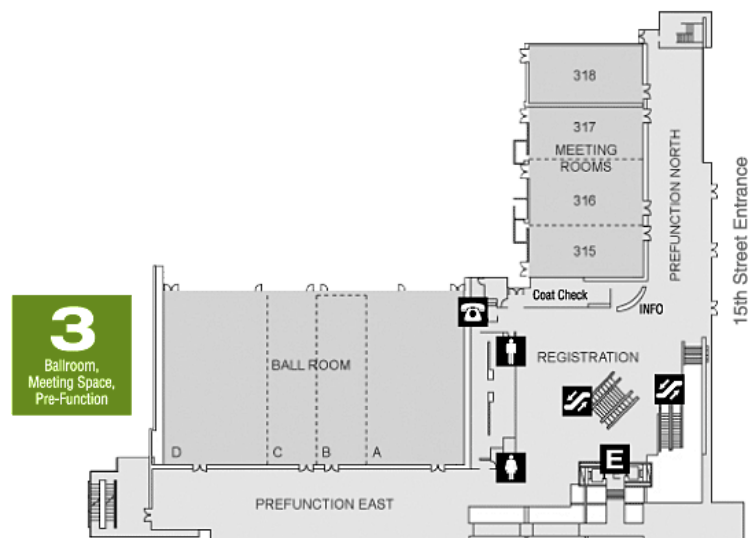 318
317
MEETING
ROOMS
316
315
PREFUNCTION NORTH
15th Street Entrance
Coat Check
INFO
3
Ballroom,
Meeting Space,
Pre-Function
BALL ROOM
REGISTRATION
D C B A
E
PREFUNCTION EAST